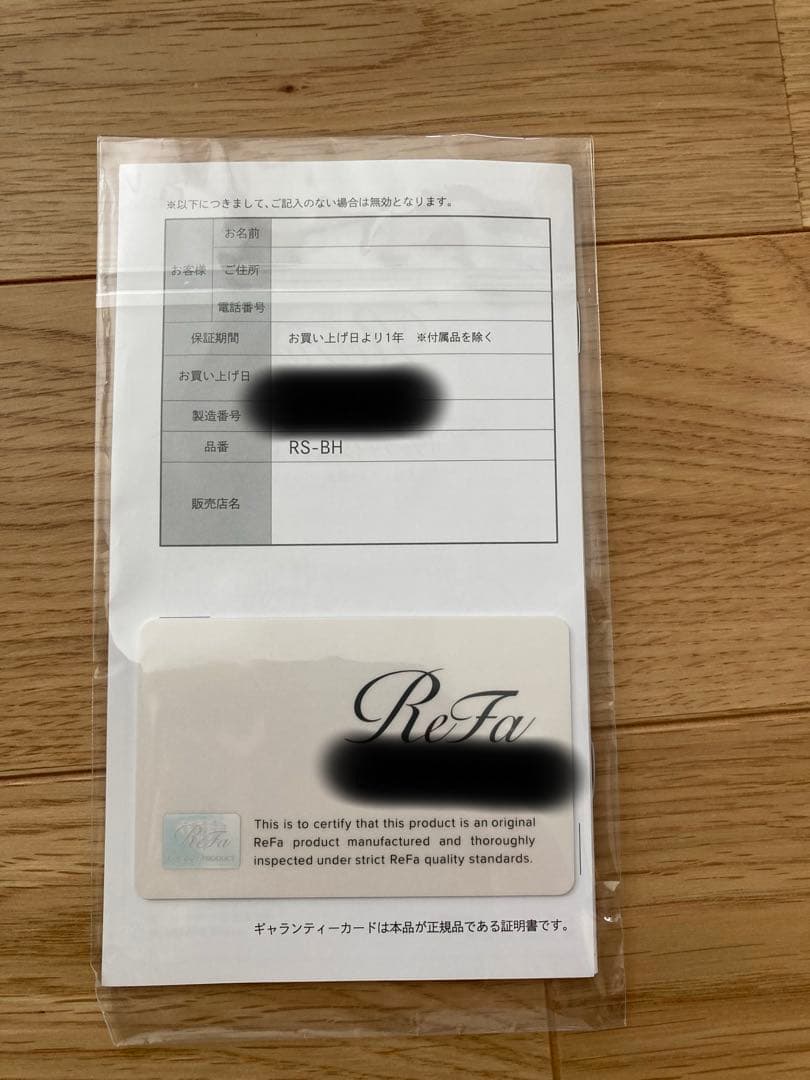 ※以下につきまして、ご記入のない場合は無効となります。
お客様
お名前
ご住所
電話番号
保証期間 お買い上げ日より1年 ※付属品を除く
お買い上げ日
製造番号
品番 RS-BH
販売店名
ReFa
ReFa
PRODUCT
This is to certify that this product is an original
ReFa product manufactured and thoroughly
inspected under strict ReFa quality standards.
ギャランティーカードは本品が正規品である証明書です。